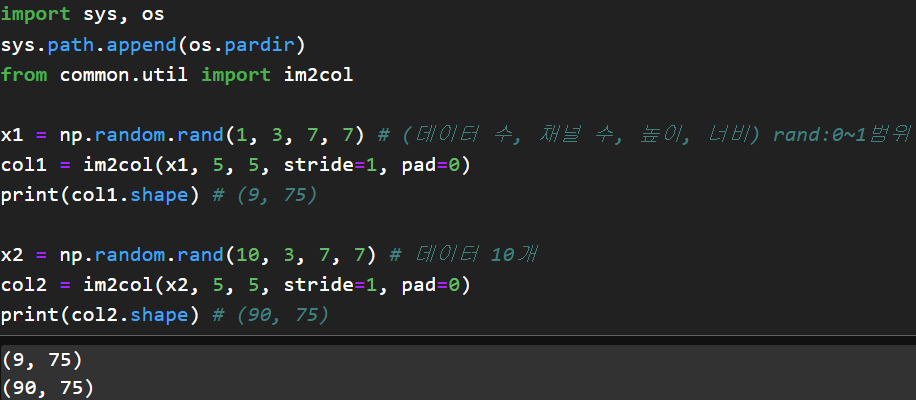 import sys, os
sys.path.append(os.pardir)
from common.util import im2col
x1 = np.random.rand(1, 3, 7, 7) # (데이터 수, 채널 수, 높이, 너비) rand:0~1범위
col1 = im2col(x1, 5, 5, stride=1, pad=0)
print(col1.shape) # (9, 75)
x2 = np.random.rand(10, 3, 7, 7) # 데이터 10개
col2 = im2col(x2, 5, 5, stride=1, pad=0)
print(col2.shape) # (90, 75)
(9, 75)
(90, 75)